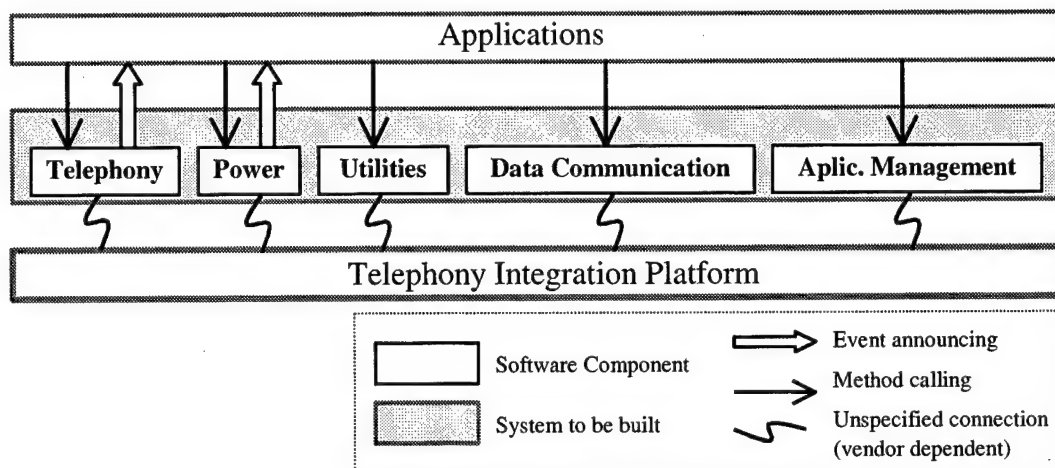 Applications
Telephony
Power
Utilities
Data Communication
Aplic. Management
Telephony Integration Platform
Software Component
System to be built
Event announcing
Method calling
Unspecified connection
(vendor dependent)